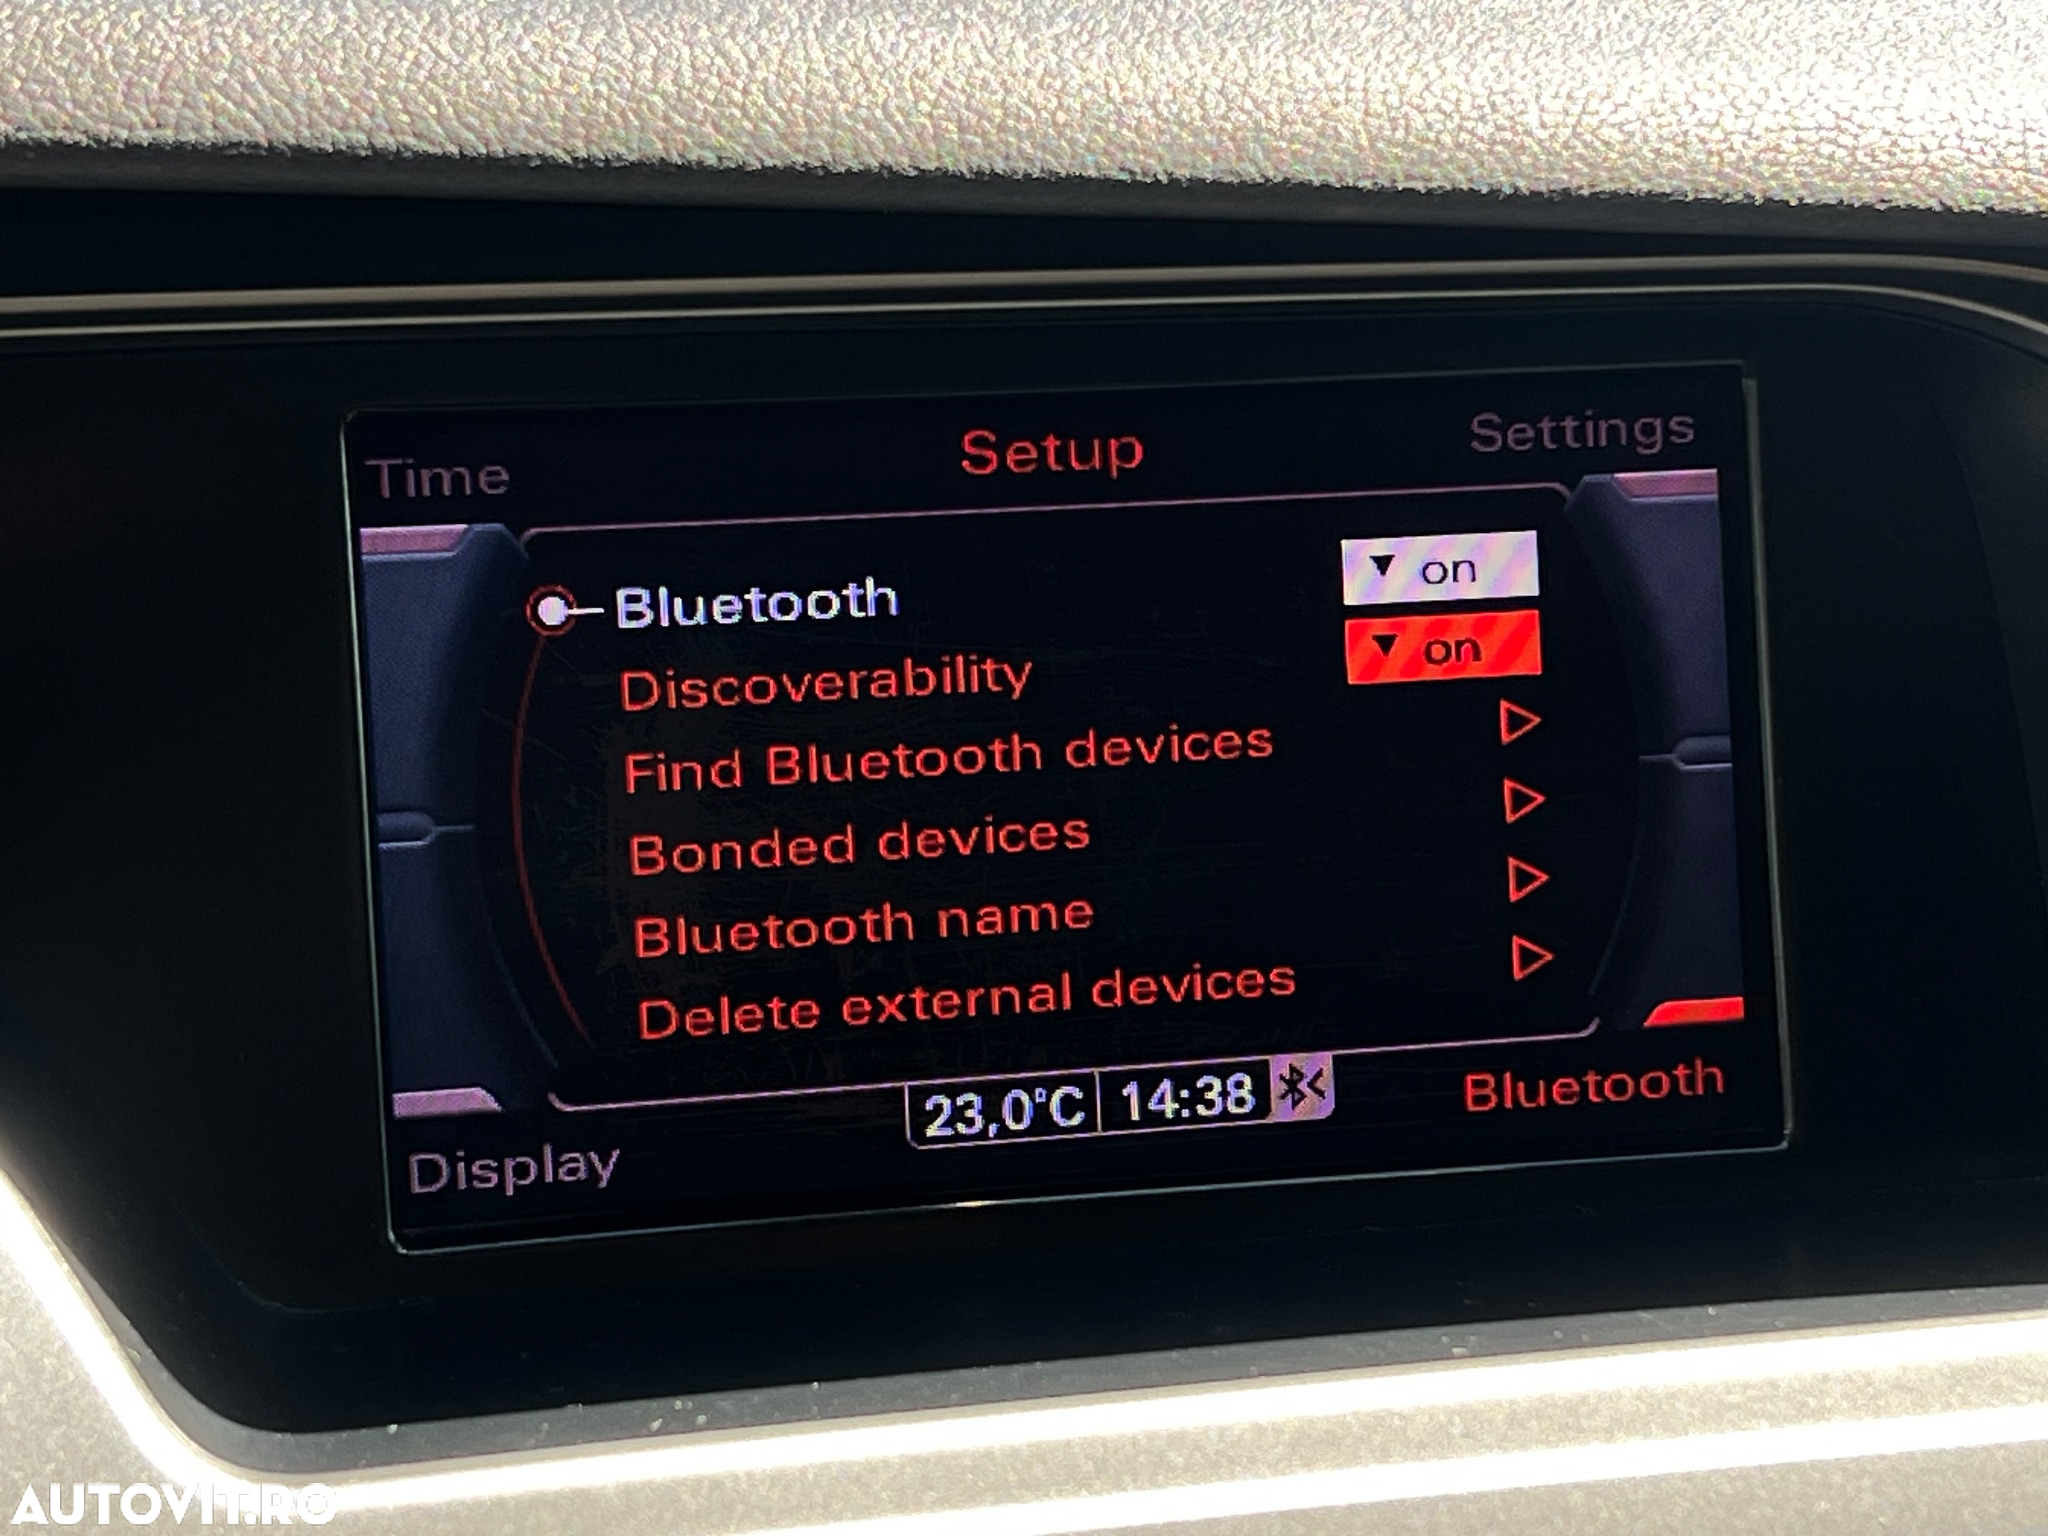 Time Setup Settings
Bluetooth on
Discoverability on
Find Bluetooth devices
Bonded devices
Bluetooth name
Delete external devices
23,0°C 14:38
Display Bluetooth
AUTOVIT.RO